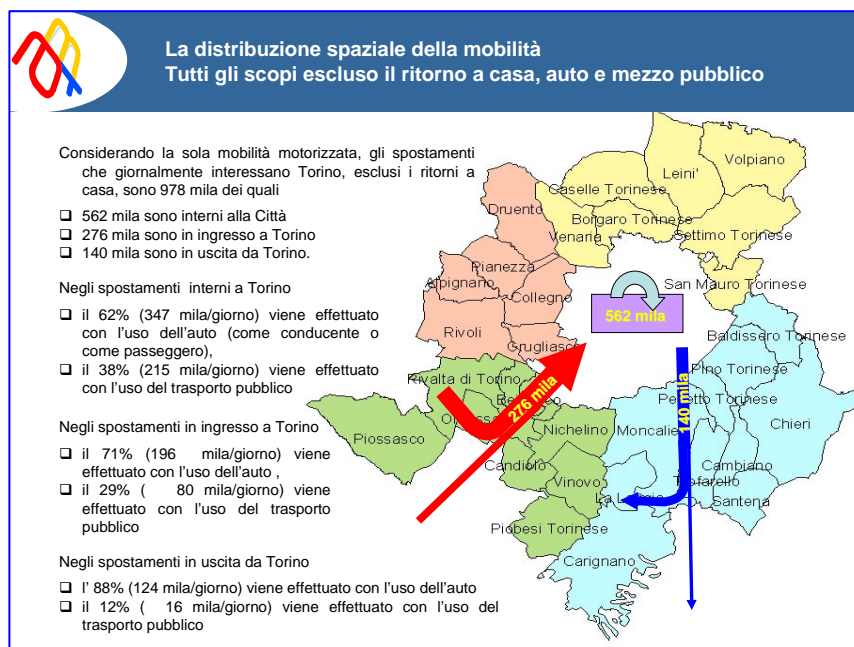 La distribuzione spaziale della mobilità
Tutti gli scopi escluso il ritorno a casa, auto e mezzo pubblico
Considerando la sola mobilità motorizzata, gli spostamenti
che giornalmente interessano Torino, esclusi i ritorni a
casa, sono 978 mila dei quali
❑ 562 mila sono interni alla Città
❑ 276 mila sono in ingresso a Torino
❑ 140 mila sono in uscita da Torino.
Negli spostamenti interni a Torino
❑ il 62% (347 mila/giorno) viene effettuato
con l'uso dell'auto (come conducente o
come passeggero),
❑ il 38% (215 mila/giorno) viene effettuato
con l'uso del trasporto pubblico
Negli spostamenti in ingresso a Torino
❑ il 71% (196 mila/giorno) viene
effettuato con l'uso dell'auto ,
❑ il 29% ( 80 mila/giorno) viene
effettuato con l'uso del trasporto
pubblico
Negli spostamenti in uscita da Torino
❑ l' 88% (124 mila/giorno) viene effettuato con l'uso dell'auto
❑ il 12% ( 16 mila/giorno) viene effettuato con l'uso del
trasporto pubblico
Volpiano
Leini'
Caselle Torinese
Druento
Borgaro Torinese
Venaria
Settimo Torinese
Pianezza
Alpignano
San Mauro Torinese
Collegno
562 mila
Rivoli
Baldissero Torinese
Grugliasco
Pino Torinese
Rivalta di Torino
276 mila
140 mila
Piossasco
Nichelino
Moncalieri
Chieri
Candiolo
Cambiano
Vinovo
Santena
Piobesi Torinese
Carignano